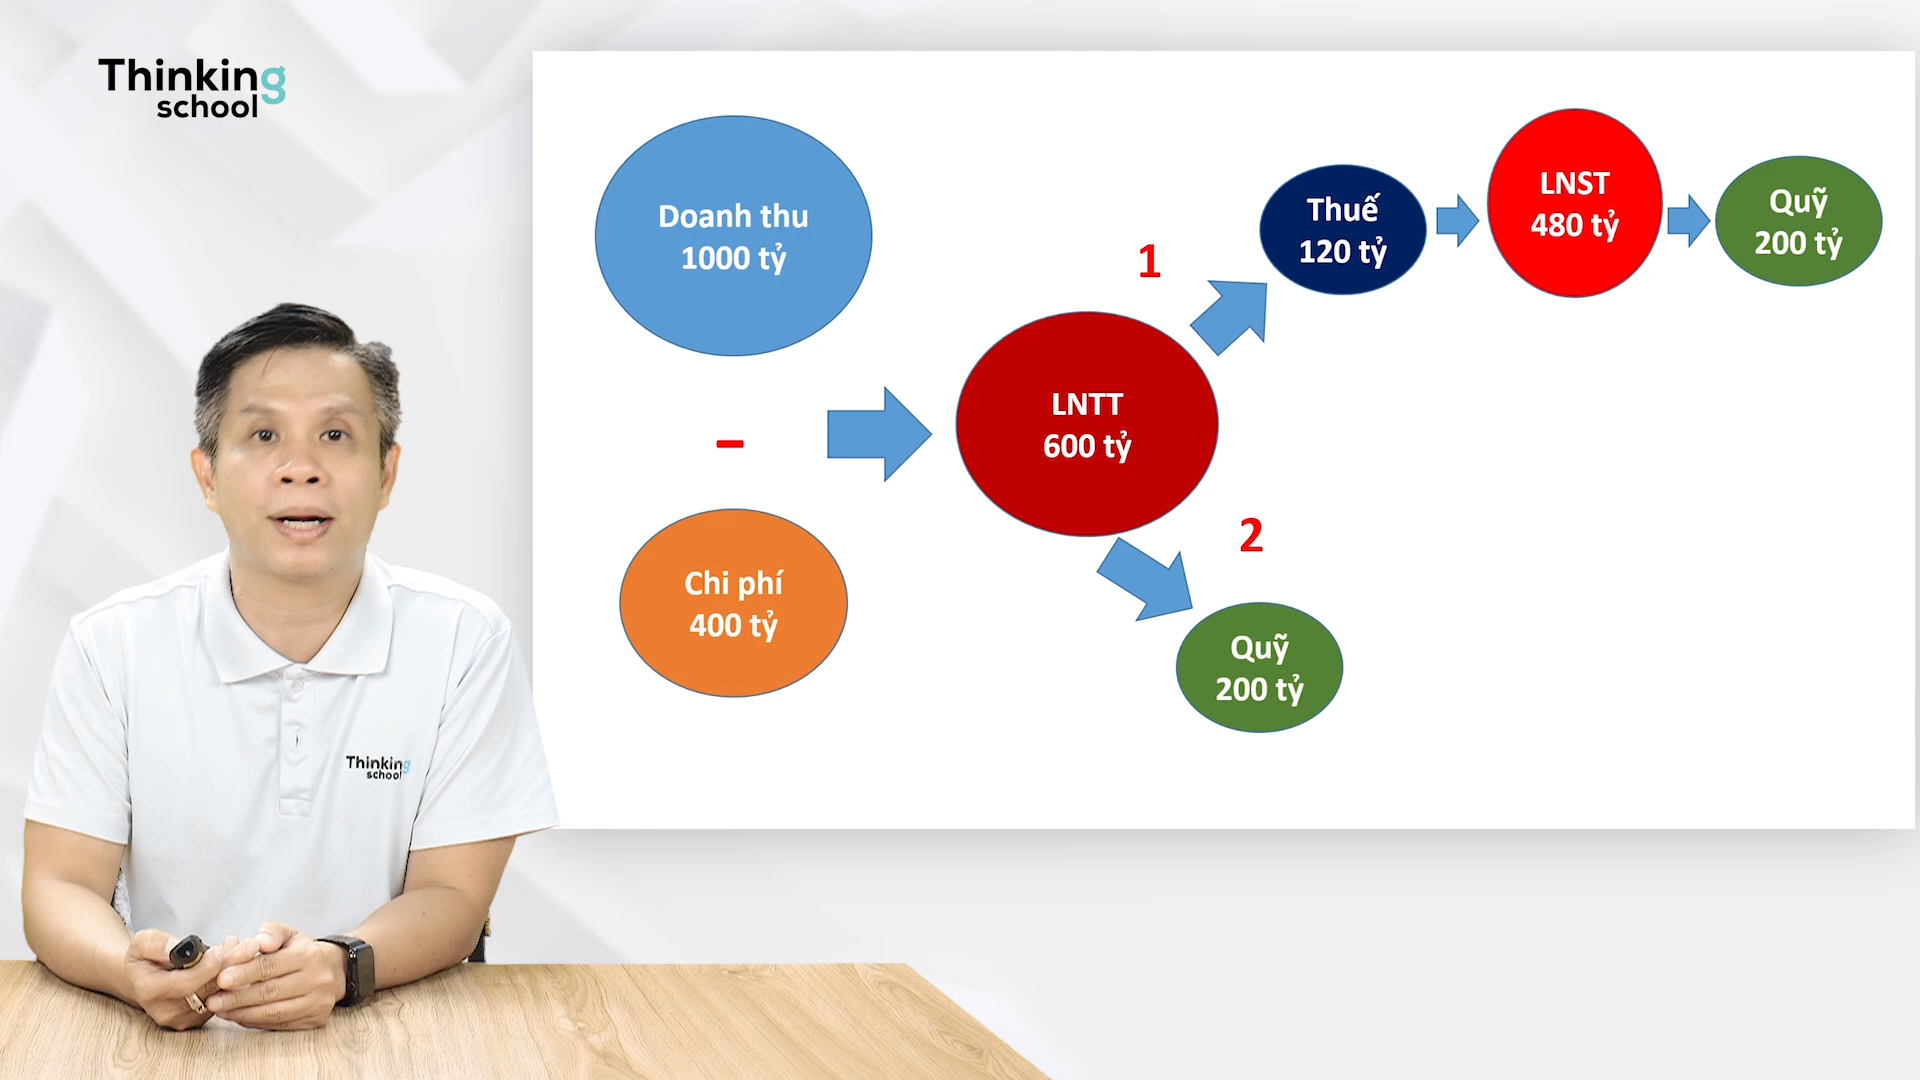 Thinking
school
Doanh thu
1000 tỷ
–
Chi phí
400 tỷ
LNTT
600 tỷ
1
Thuế
120 tỷ
LNST
480 tỷ
Quỹ
200 tỷ
2
Quỹ
200 tỷ
Thinking
school